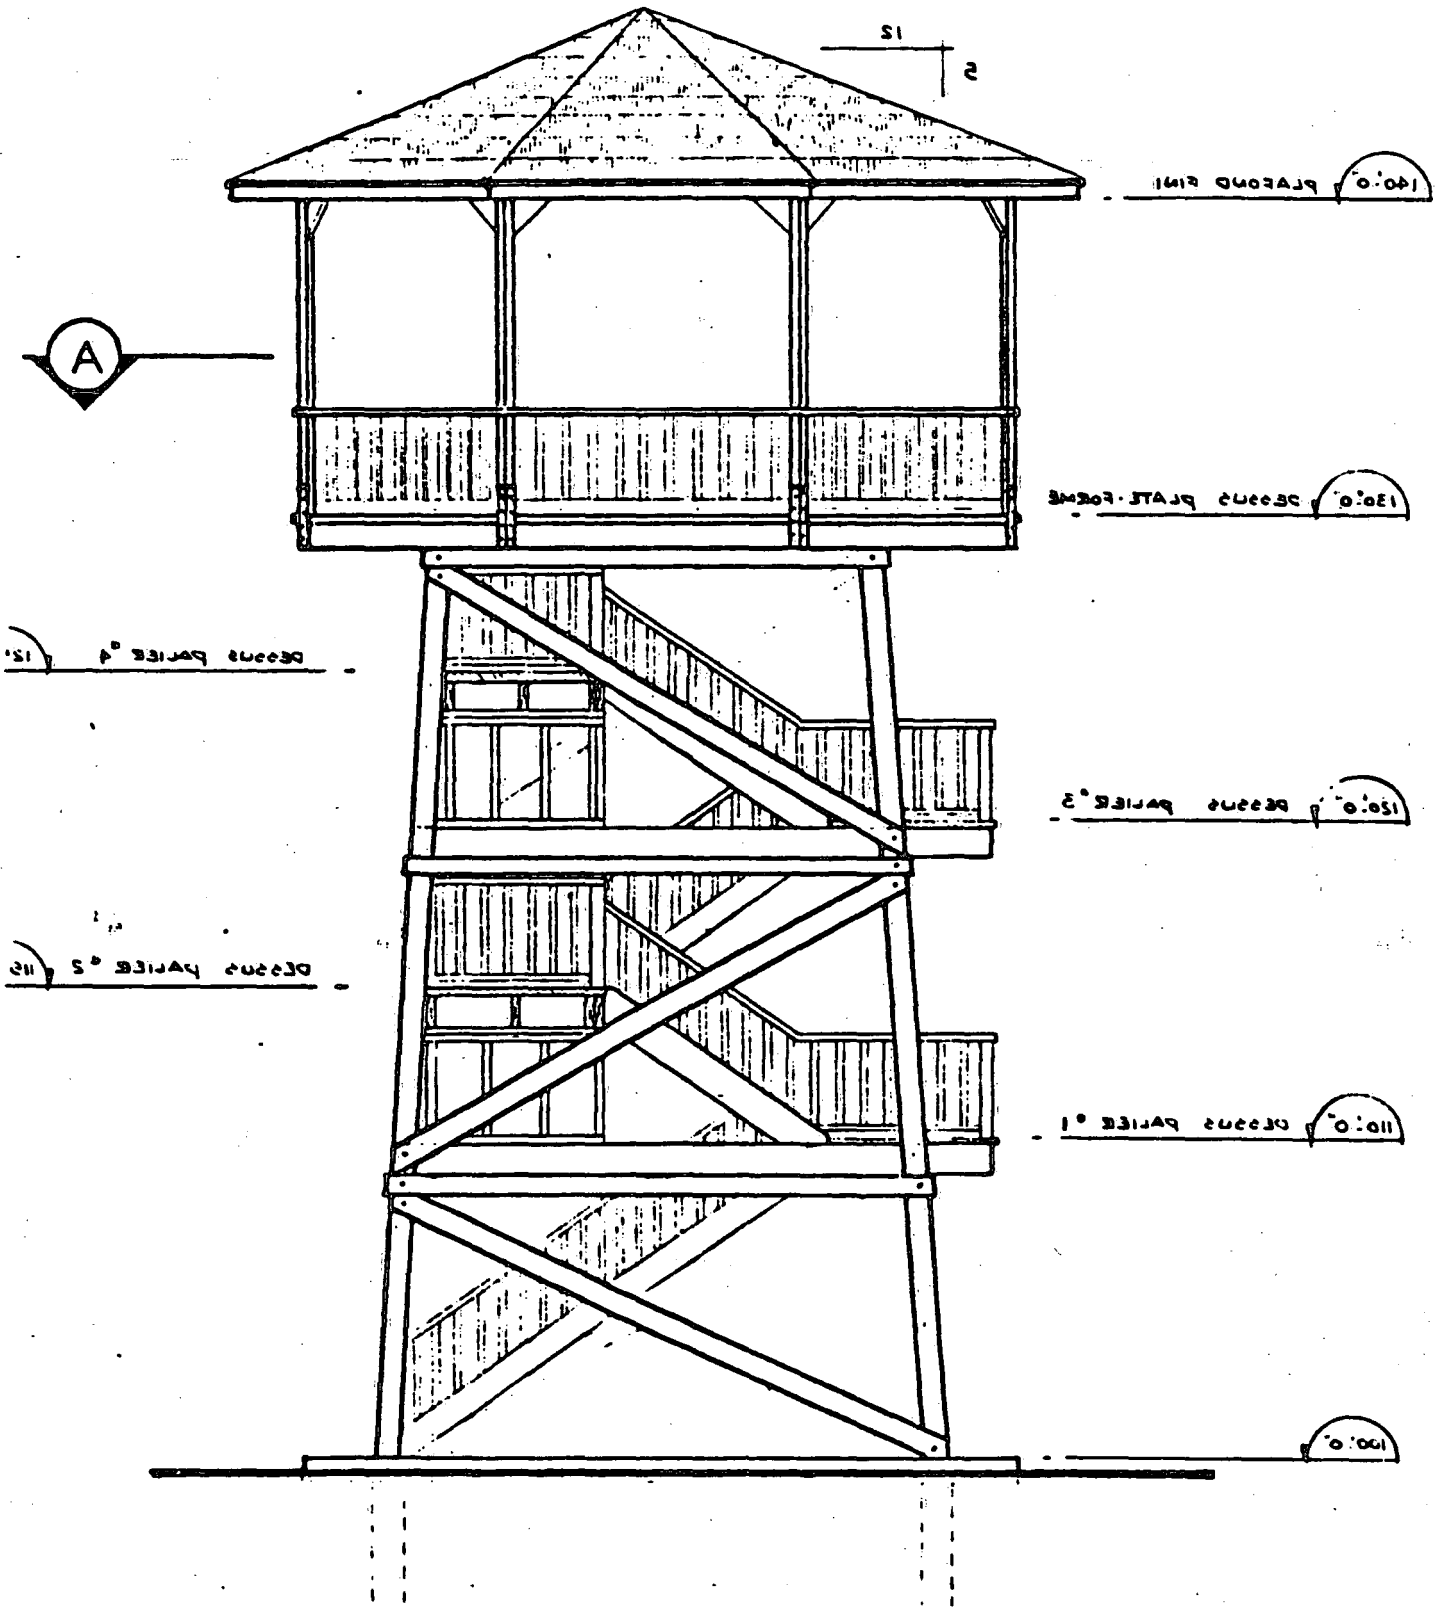 12
5
140'.0" PLAFOND FINI
A
130'.0" DESSUS PLATE-FORME
DESSUS PALIER #4
120'.0" DESSUS PALIER #3
DESSUS PALIER #2 115
110'.0" DESSUS PALIER #1
100'.0"